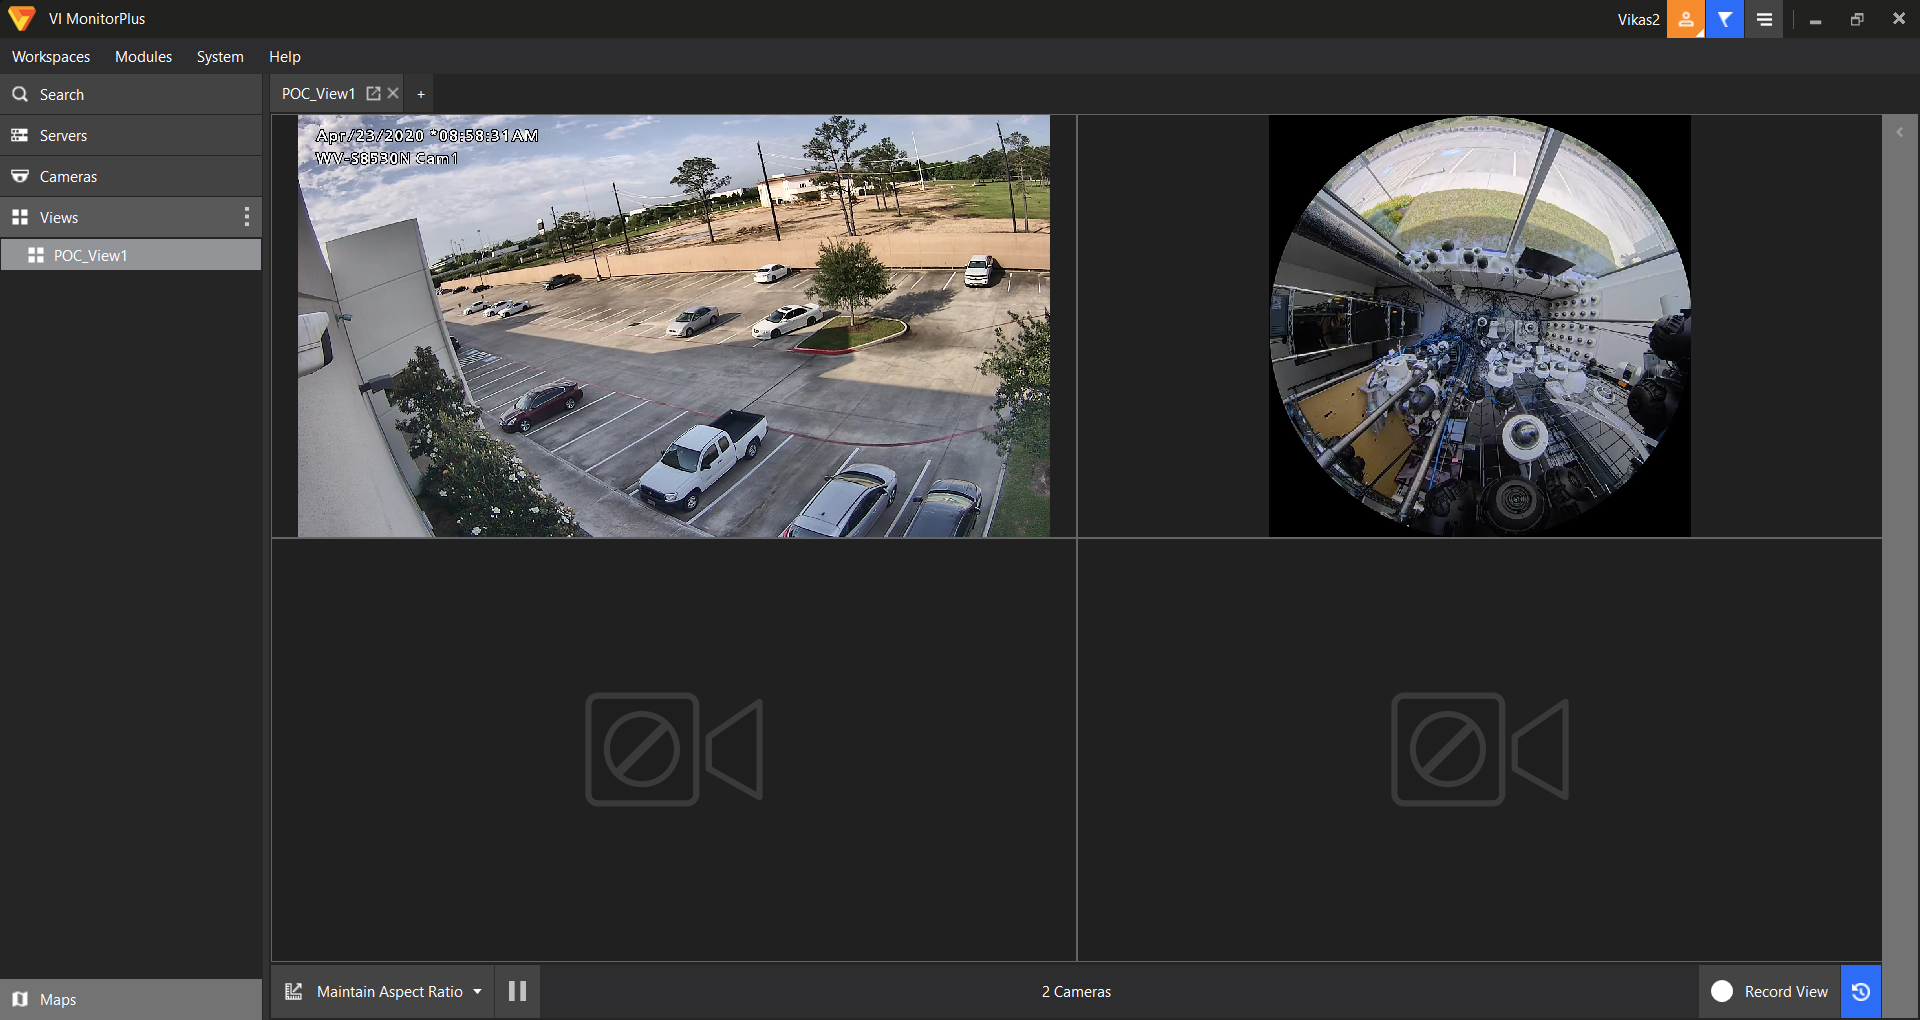 VI MonitorPlus
Vikas2
Workspaces Modules System Help
Search
Servers
Cameras
Views
POC_View1
POC_View1 +
Apr/23/2020 *08:58:31AM
WV-S8530N Cam1
Maps
Maintain Aspect Ratio
2 Cameras
Record View